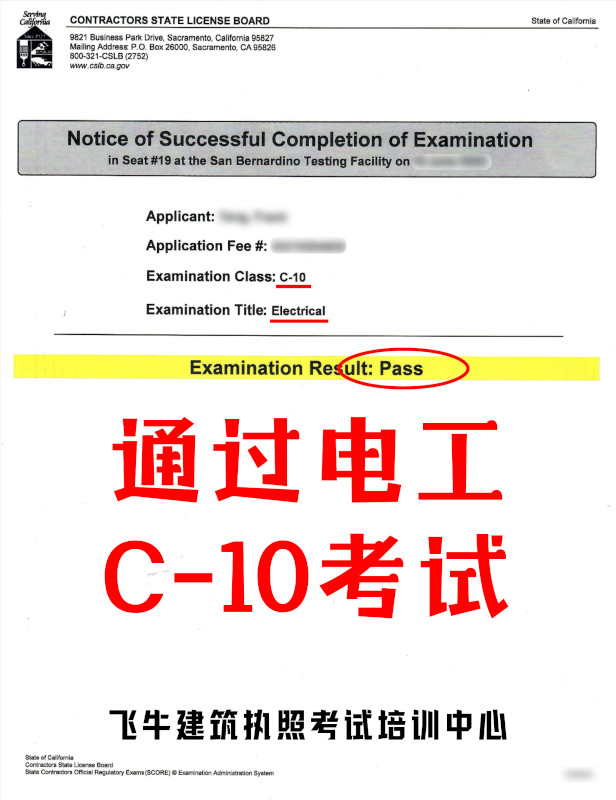 Serving
California
Since 1929
CONTRACTORS STATE LICENSE BOARD
State of California
9821 Business Park Drive, Sacramento, California 95827
Mailing Address: P.O. Box 26000, Sacramento, CA 95826
800-321-CSLB (2752)
www.cslb.ca.gov
Notice of Successful Completion of Examination
in Seat #19 at the San Bernardino Testing Facility on
Applicant:
Application Fee #:
Examination Class: C-10
Examination Title: Electrical
Examination Result: Pass
通过电工
C-10考试
飞牛建筑执照考试培训中心
State of California
Contractors State License Board
State Contractors Official Regulatory Exams (SCORE) © Examination Administration System